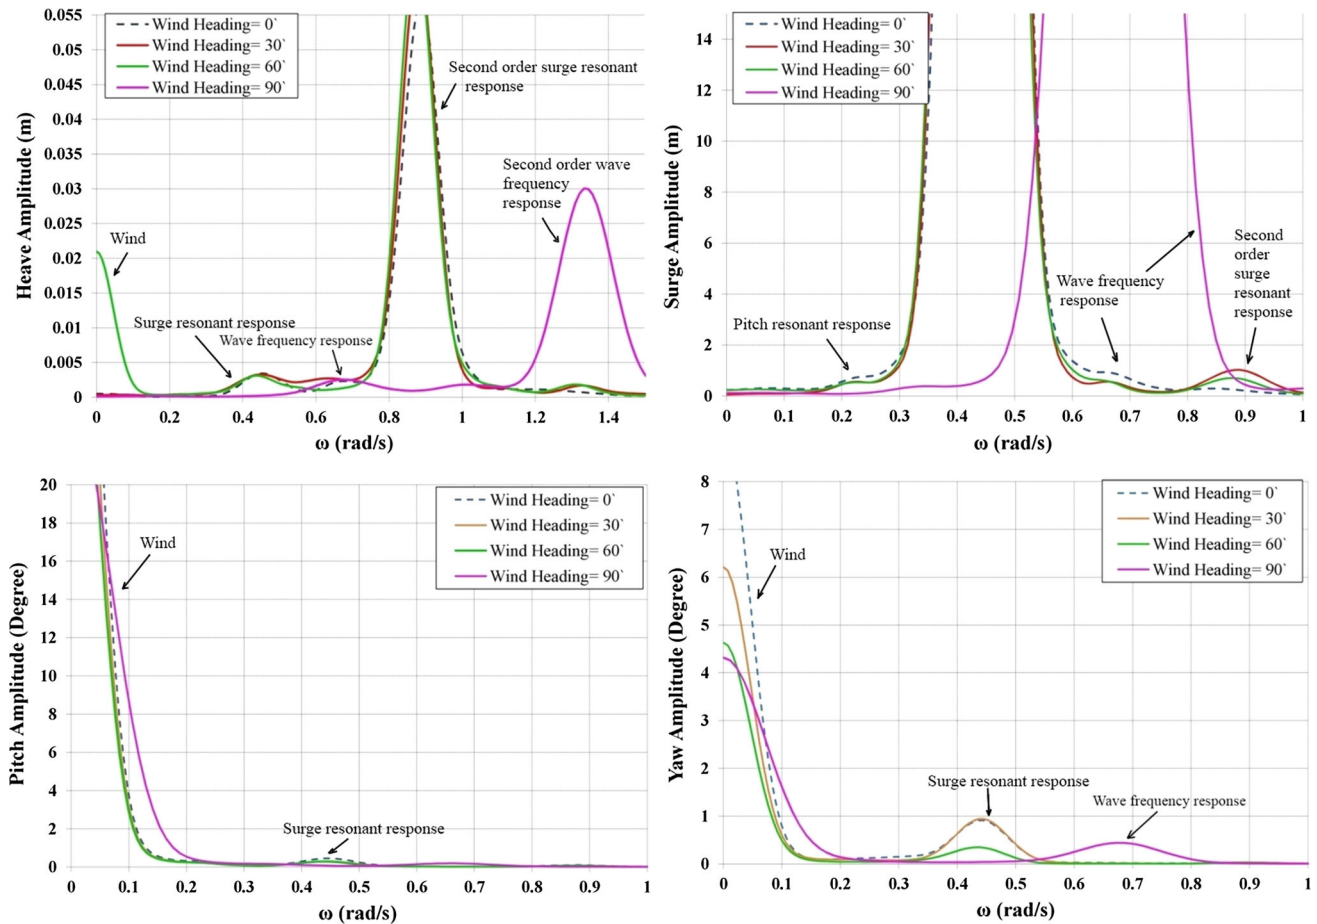 Heave Amplitude (m)
0.055
0.05
0.045
0.04
0.035
0.03
0.025
0.02
0.015
0.01
0.005
0
Wind Heading= 0`
Wind Heading= 30`
Wind Heading= 60`
Wind Heading= 90`
Second order surge resonant
response
Second order wave
frequency
response
Wind
Surge resonant response
Wave frequency response
0 0.2 0.4 0.6 0.8 1 1.2 1.4
ω (rad/s)
Surge Amplitude (m)
14
12
10
8
6
4
2
0
Wind Heading= 0`
Wind Heading= 30`
Wind Heading= 60`
Wind Heading= 90`
Second
order
surge
resonant
response
Wave frequency
response
Pitch resonant response
0 0.1 0.2 0.3 0.4 0.5 0.6 0.7 0.8 0.9 1
ω (rad/s)
Pitch Amplitude (Degree)
20
18
16
14
12
10
8
6
4
2
0
Wind Heading= 0`
Wind Heading= 30`
Wind Heading= 60`
Wind Heading= 90`
Wind
Surge resonant response
0 0.1 0.2 0.3 0.4 0.5 0.6 0.7 0.8 0.9 1
ω (rad/s)
Yaw Amplitude (Degree)
8
7
6
5
4
3
2
1
0
Wind Heading= 0`
Wind Heading= 30`
Wind Heading= 60`
Wind Heading= 90`
Wind
Surge resonant response
Wave frequency response
0 0.1 0.2 0.3 0.4 0.5 0.6 0.7 0.8 0.9 1
ω (rad/s)